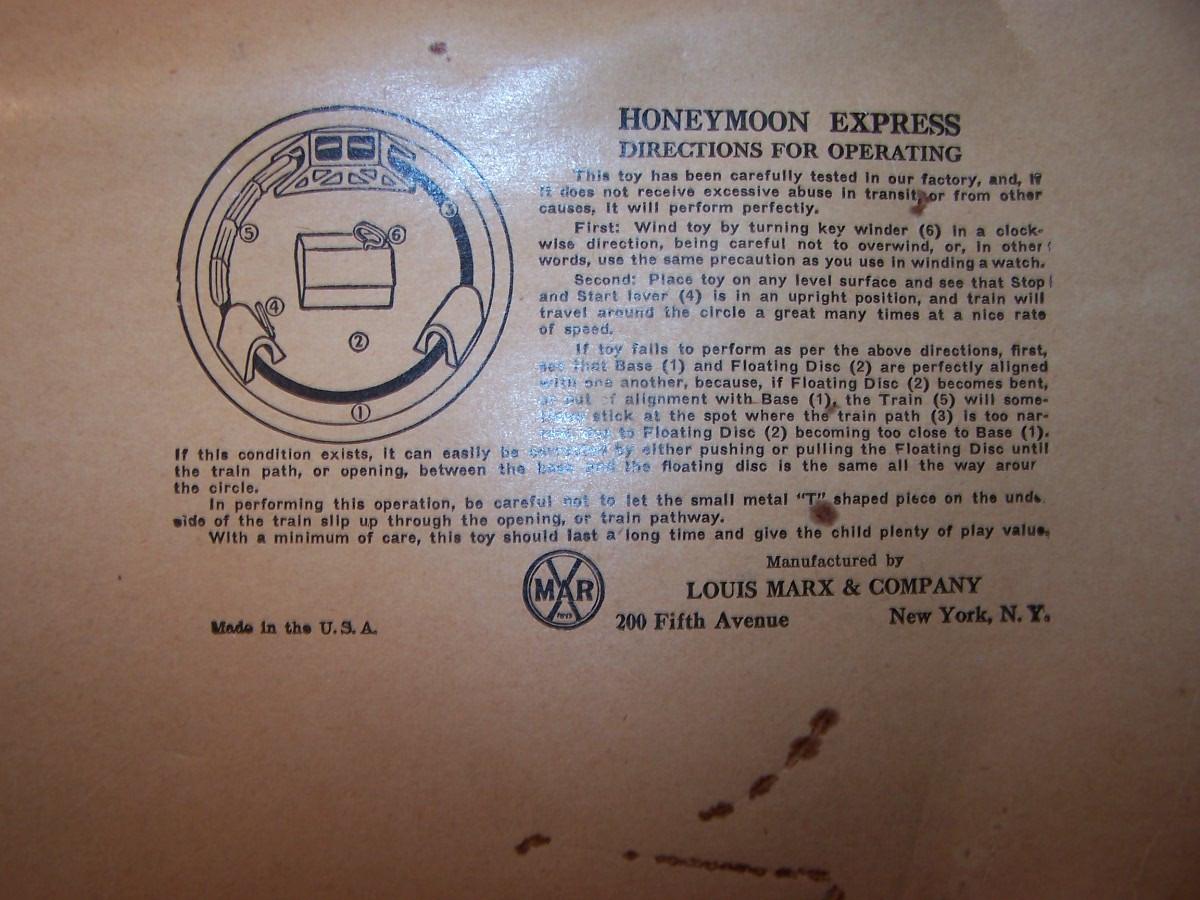 HONEYMOON EXPRESS
DIRECTIONS FOR OPERATING
This toy has been carefully tested in our factory, and, if
it does not receive excessive abuse in transit, or from other
causes, it will perform perfectly.
First: Wind toy by turning key winder (6) in a clock-
wise direction, being careful not to overwind, or, in other
words, use the same precaution as you use in winding a watch.
Second: Place toy on any level surface and see that Stop
and Start lever (4) is in an upright position, and train will
travel around the circle a great many times at a nice rate
of speed.
If toy fails to perform as per the above directions, first,
see that Base (1) and Floating Disc (2) are perfectly aligned
with one another, because, if Floating Disc (2) becomes bent,
or out of alignment with Base (1), the Train (5) will some-
stick at the spot where the train path (3) is too nar-
to Floating Disc (2) becoming too close to Base (1).
If this condition exists, it can easily be by either pushing or pulling the Floating Disc until
the train path, or opening, between the base and the floating disc is the same all the way arour
the circle.
In performing this operation, be careful not to let the small metal "T" shaped piece on the unde
side of the train slip up through the opening, or train pathway.
With a minimum of care, this toy should last a long time and give the child plenty of play value.
3
5
6
4
2
1
MAR
Manufactured by
LOUIS MARX & COMPANY
200 Fifth Avenue New York, N. Y.
Made in the U. S. A.